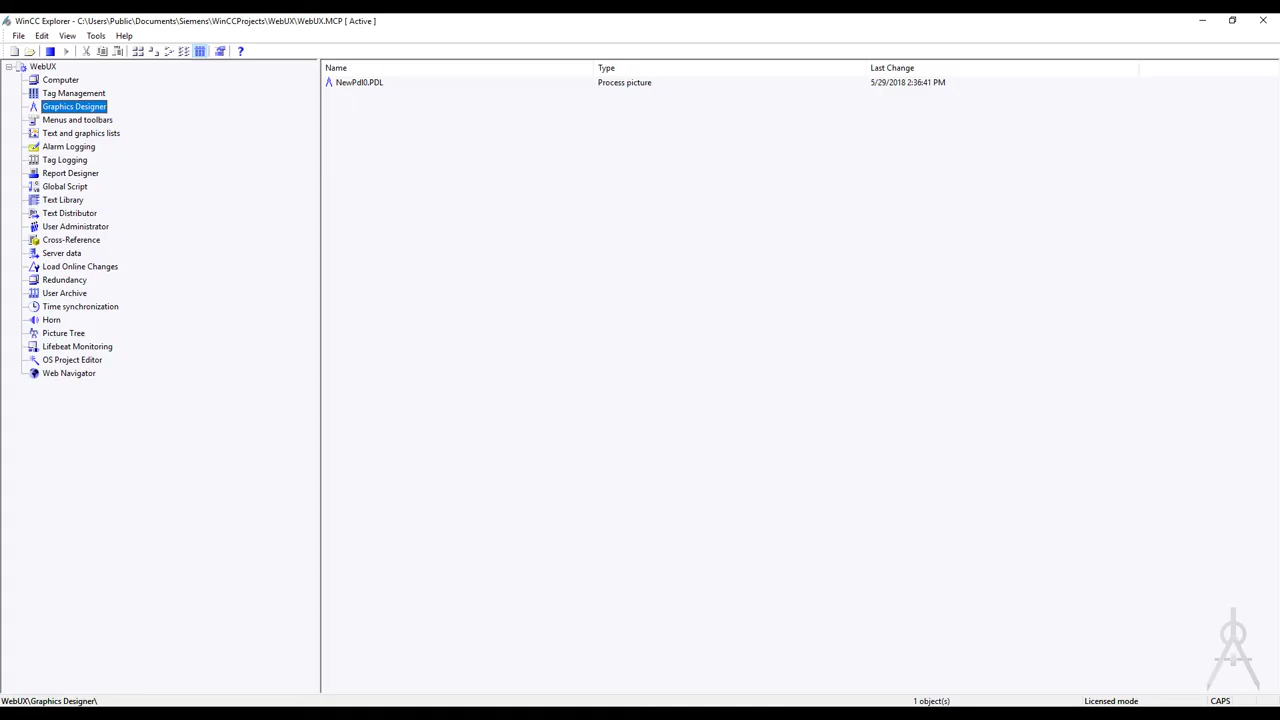 WinCC Explorer - C:\Users\Public\Documents\Siemens\WinCCProjects\WebUX\WebUX.MCP [ Active ]
File Edit View Tools Help
WebUX
Computer
Tag Management
Graphics Designer
Menus and toolbars
Text and graphics lists
Alarm Logging
Tag Logging
Report Designer
Global Script
Text Library
Text Distributor
User Administrator
Cross-Reference
Server data
Load Online Changes
Redundancy
User Archive
Time synchronization
Horn
Picture Tree
Lifebeat Monitoring
OS Project Editor
Web Navigator
Name Type Last Change
NewPdl0.PDL Process picture 5/29/2018 2:36:41 PM
WebUX\Graphics Designer\ 1 object(s) Licensed mode CAPS